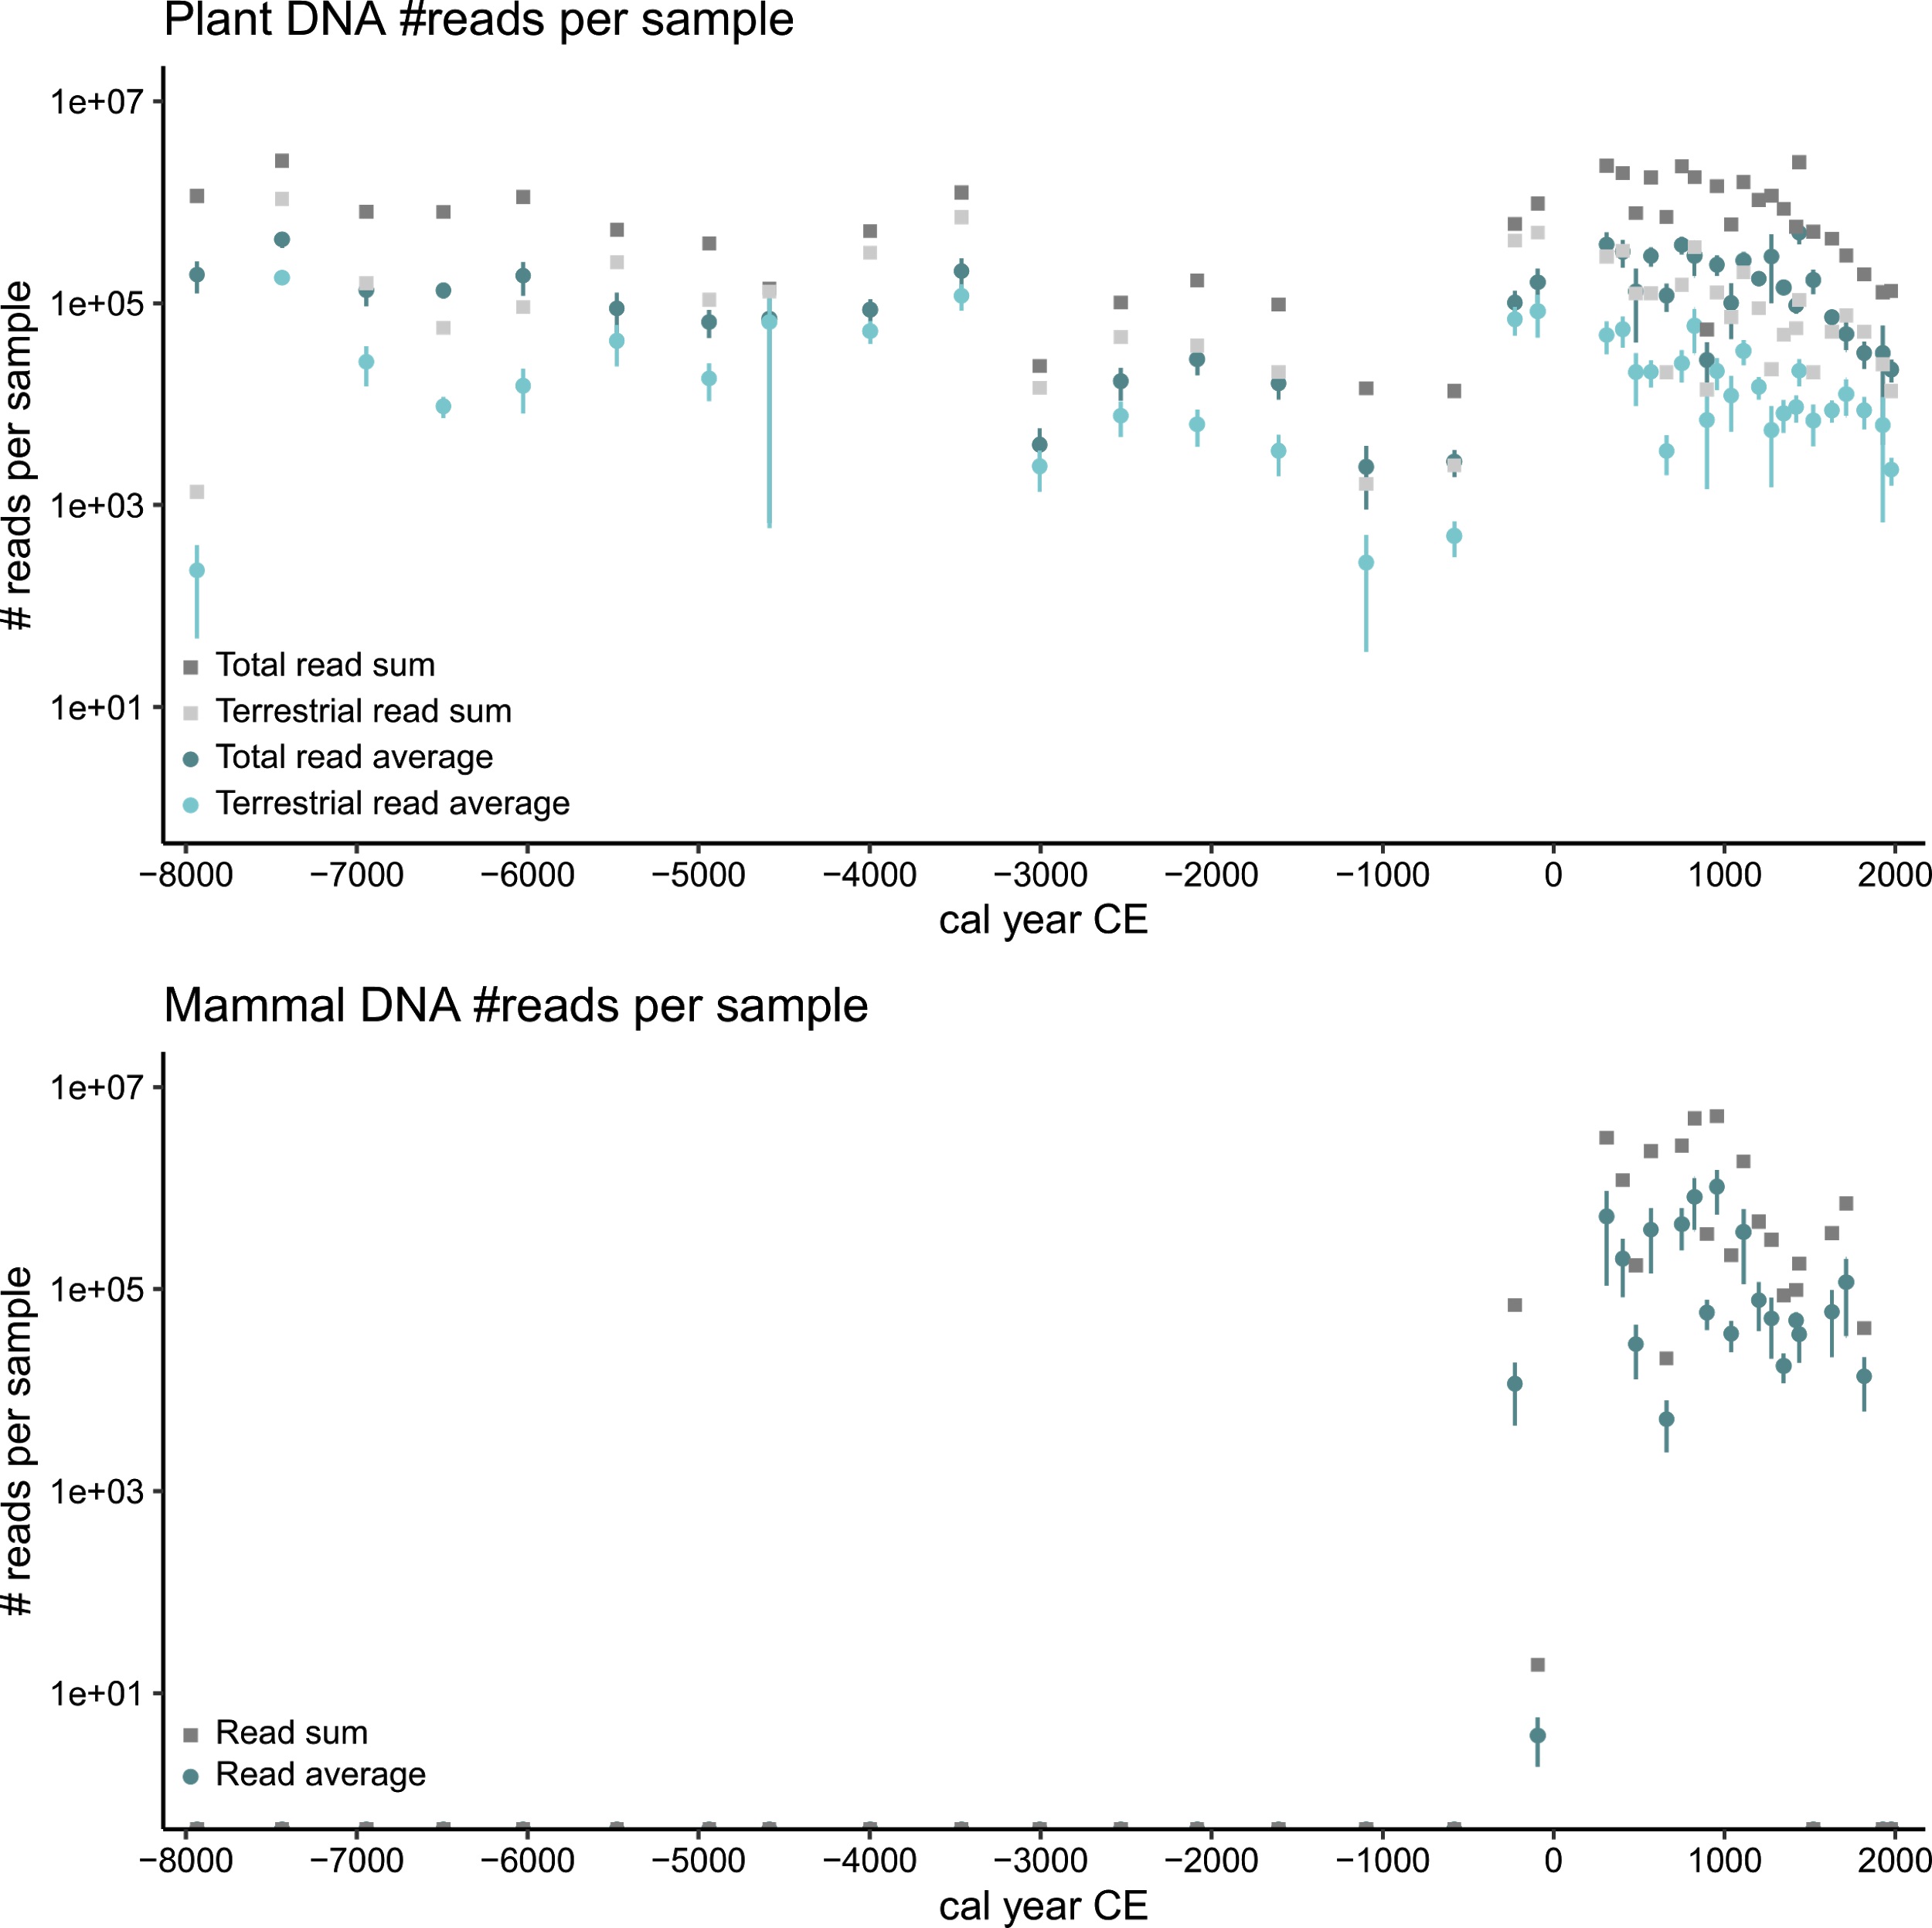 Plant DNA #reads per sample
1e+07
1e+05
1e+03
1e+01
# reads per sample
Total read sum
Terrestrial read sum
Total read average
Terrestrial read average
−8000 −7000 −6000 −5000 −4000 −3000 −2000 −1000 0 1000 2000
cal year CE
Mammal DNA #reads per sample
1e+07
1e+05
1e+03
1e+01
# reads per sample
Read sum
Read average
−8000 −7000 −6000 −5000 −4000 −3000 −2000 −1000 0 1000 2000
cal year CE